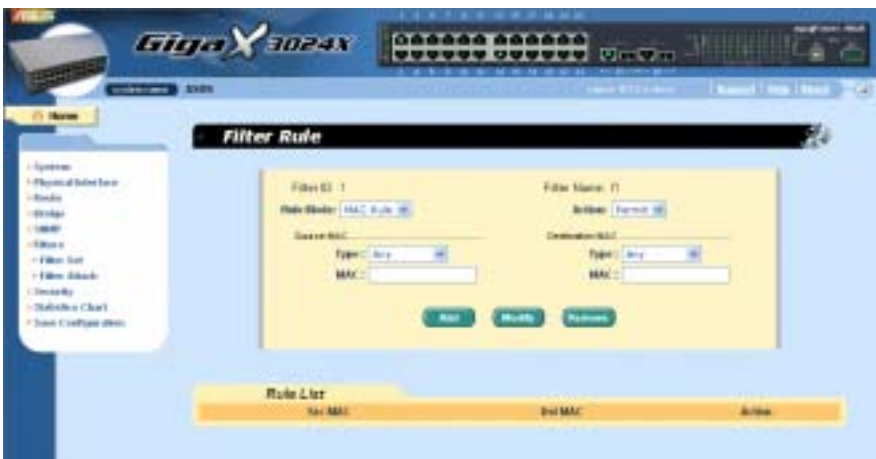 GigaX 3024X
Home
Filter Rule
System
Physical Interface
Route
Bridge
SNMP
Filters
Filter Set
Filter Attach
Security
Statistics Chart
Save Configuration
Filter ID: 1
Filter Name:
Rule Mode: MAC Rule
Action: Permit
Source MAC
Destination MAC
Type : Any
Type : Any
MAC :
MAC :
Add Modify Remove
Rule List
Src MAC Dst MAC Action